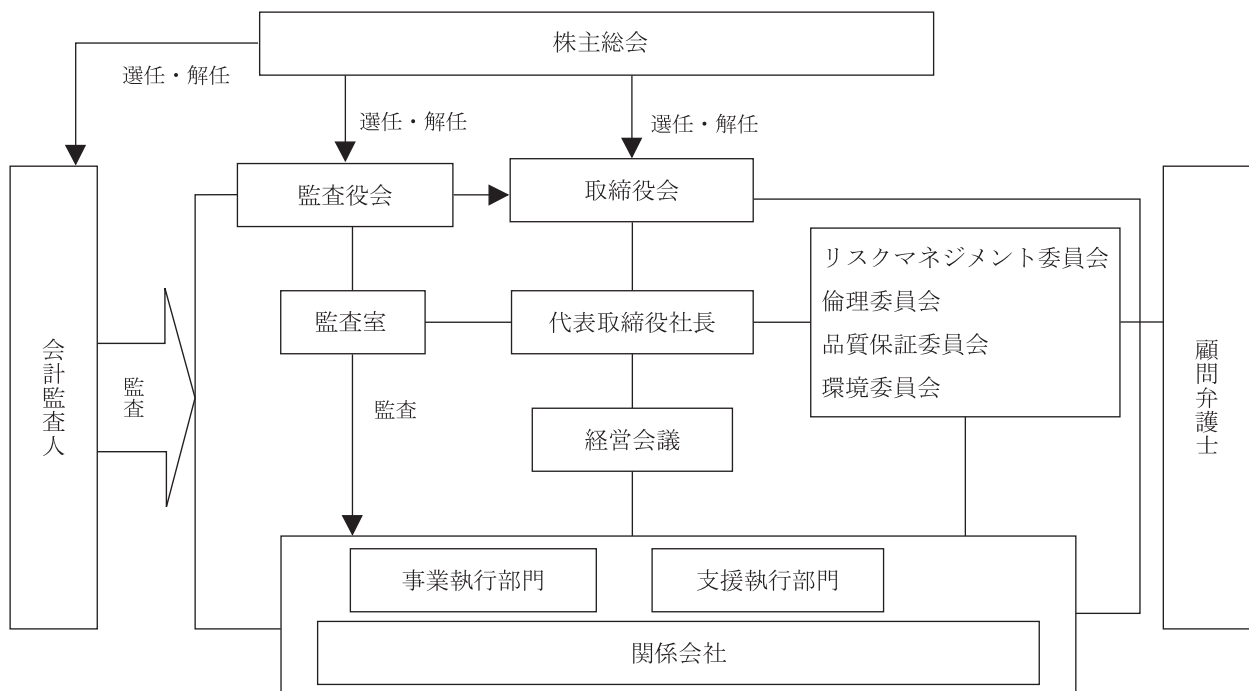 株主総会
選任・解任
選任・解任
選任・解任
監査役会
取締役会
リスクマネジメント委員会
倫理委員会
品質保証委員会
環境委員会
監査室
代表取締役社長
会計監査人
監査
顧問弁護士
監査
経営会議
事業執行部門
支援執行部門
関係会社